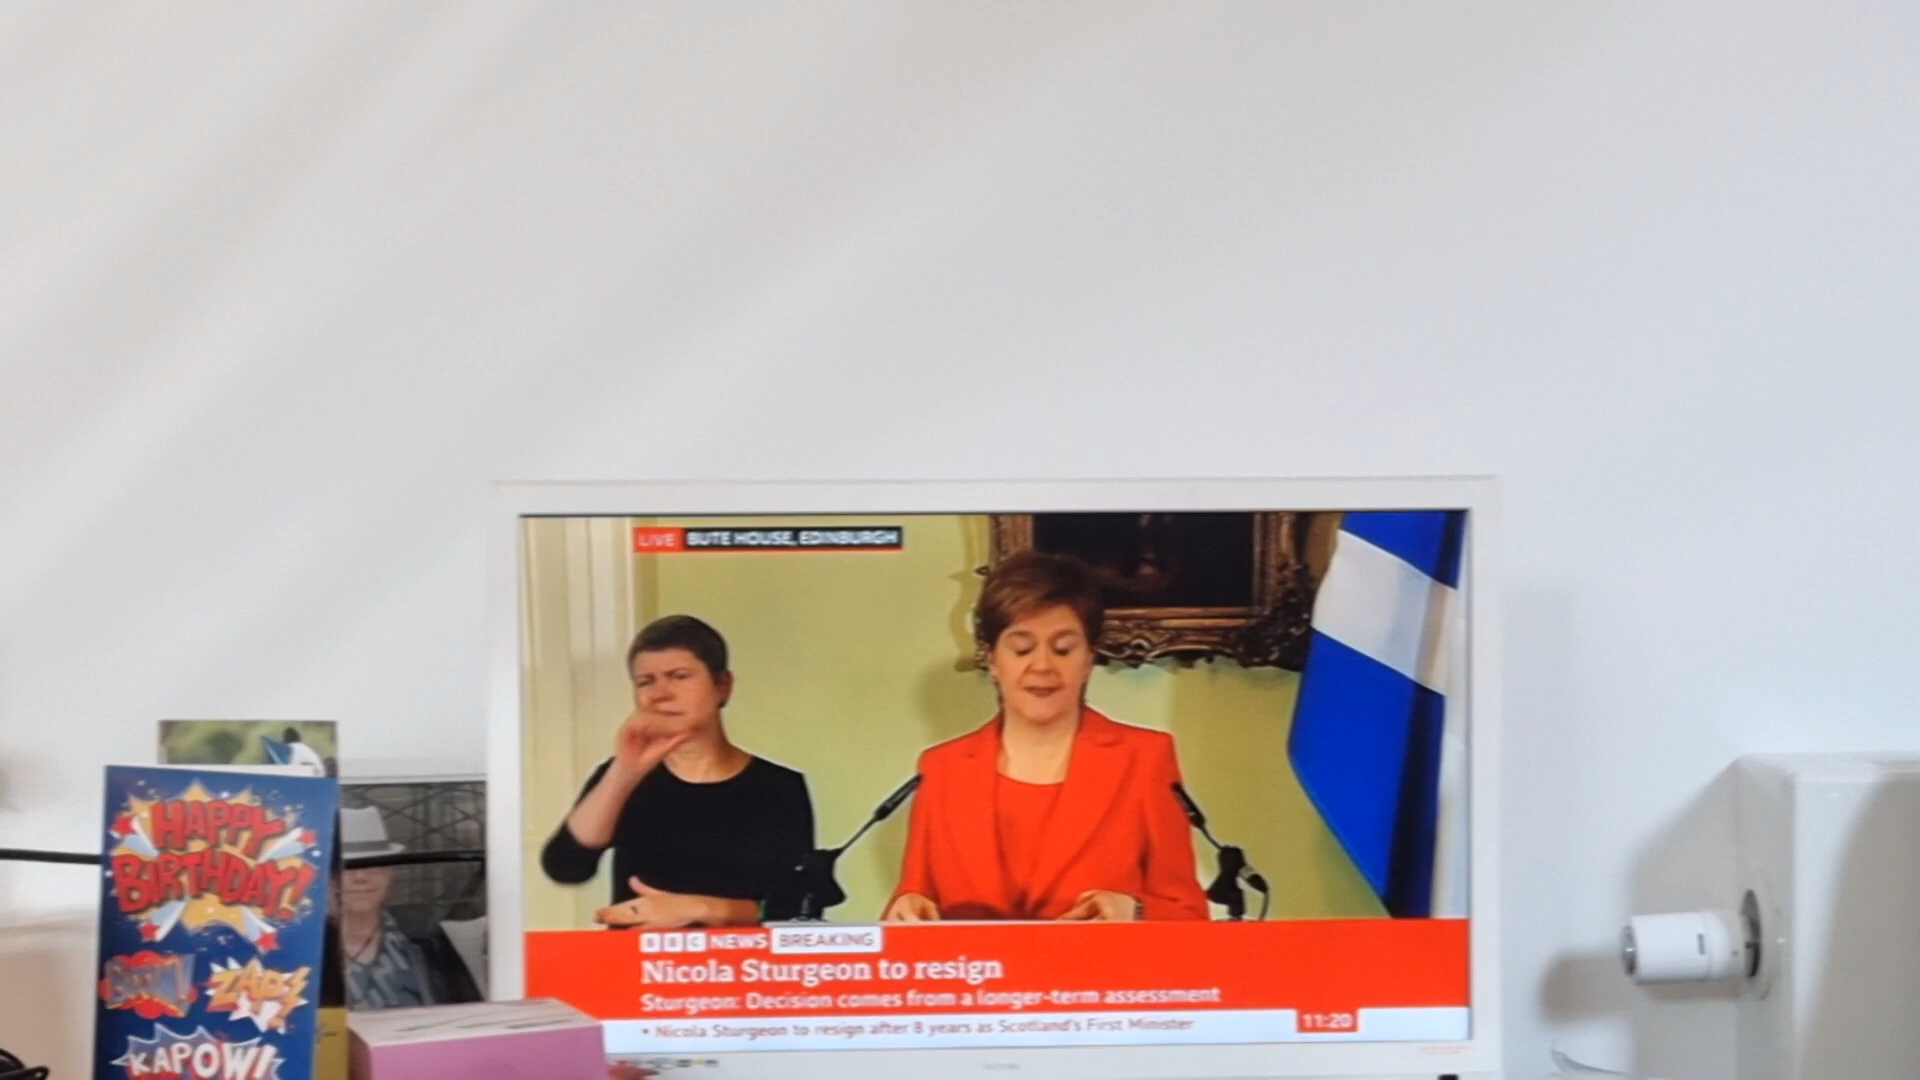 LIVE BUTE HOUSE, EDINBURGH
BBC NEWS BREAKING
Nicola Sturgeon to resign
Sturgeon: Decision comes from a longer-term assessment
• Nicola Sturgeon to resign after 8 years as Scotland's First Minister
11:20
HAPPY
BIRTHDAY!
ZAP!
KAPOW!